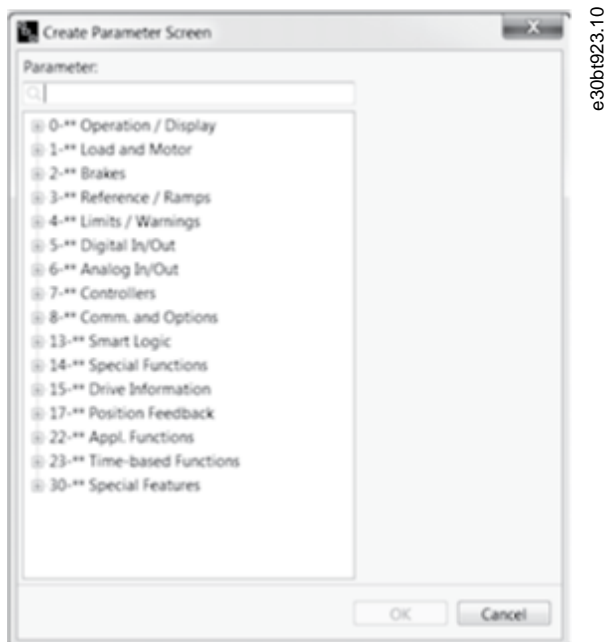 Create Parameter Screen
Parameter:
0-** Operation / Display
1-** Load and Motor
2-** Brakes
3-** Reference / Ramps
4-** Limits / Warnings
5-** Digital In/Out
6-** Analog In/Out
7-** Controllers
8-** Comm. and Options
13-** Smart Logic
14-** Special Functions
15-** Drive Information
17-** Position Feedback
22-** Appl. Functions
23-** Time-based Functions
30-** Special Features
OK Cancel
e30bt923.10